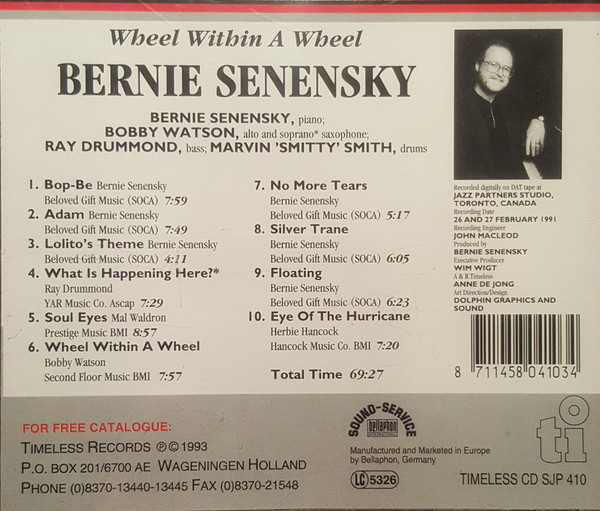 Wheel Within A Wheel
BERNIE SENENSKY
BERNIE SENENSKY, piano;
BOBBY WATSON, alto and soprano* saxophone;
RAY DRUMMOND, bass; MARVIN 'SMITTY' SMITH, drums
1. Bop-Be Bernie Senensky
Beloved Gift Music (SOCA) 7:59
2. Adam Bernie Senensky
Beloved Gift Music (SOCA) 7:49
3. Lolito's Theme Bernie Senensky
Beloved Gift Music (SOCA) 4:11
4. What Is Happening Here?*
Ray Drummond
YAR Music Co. Ascap 7:29
5. Soul Eyes Mal Waldron
Prestige Music BMI 8:57
6. Wheel Within A Wheel
Bobby Watson
Second Floor Music BMI 7:57
7. No More Tears
Bernie Senensky
Beloved Gift Music (SOCA) 5:17
8. Silver Trane
Bernie Senensky
Beloved Gift Music (SOCA) 6:05
9. Floating
Bernie Senensky
Beloved Gift Music (SOCA) 6:23
10. Eye Of The Hurricane
Herbie Hancock
Hancock Music Co. BMI 7:20
Total Time 69:27
Recorded digitally on DAT tape at
JAZZ PARTNERS STUDIO,
TORONTO, CANADA
Recording Date
26 AND 27 FEBRUARY 1991
Recording Engineer
JOHN MACLEOD
Produced by
BERNIE SENENSKY
Executive Producer
WIM WIGT
A & R Timeless
ANNE DE JONG
Art Direction/Design
DOLPHIN GRAPHICS AND
SOUND
8 711458 041034
FOR FREE CATALOGUE:
TIMELESS RECORDS ℗© 1993
P.O. BOX 201/6700 AE WAGENINGEN HOLLAND
PHONE (0)8370-13440-13445 FAX (0)8370-21548
SOUND-SERVICE
bellaphon
INTERNATIONAL
Manufactured and Marketed in Europe
by Bellaphon, Germany
LC 5326
ti
TIMELESS CD SJP 410